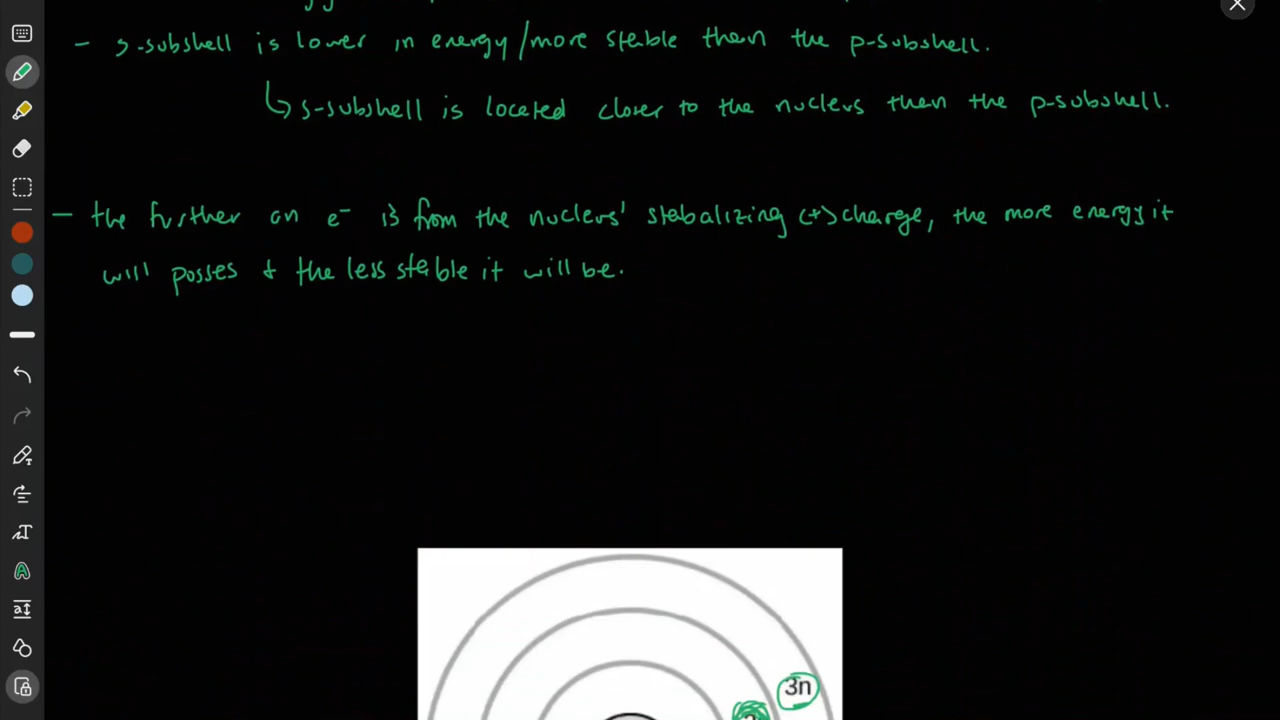 - s-subshell is lower in energy/more stable then the p-subshell.
↳ s-subshell is located closer to the nucleus then the p-subshell.
- the further an e⁻ is from the nucleus' stabalizing (+) charge, the more energy it
will posses & the less stable it will be.
3n